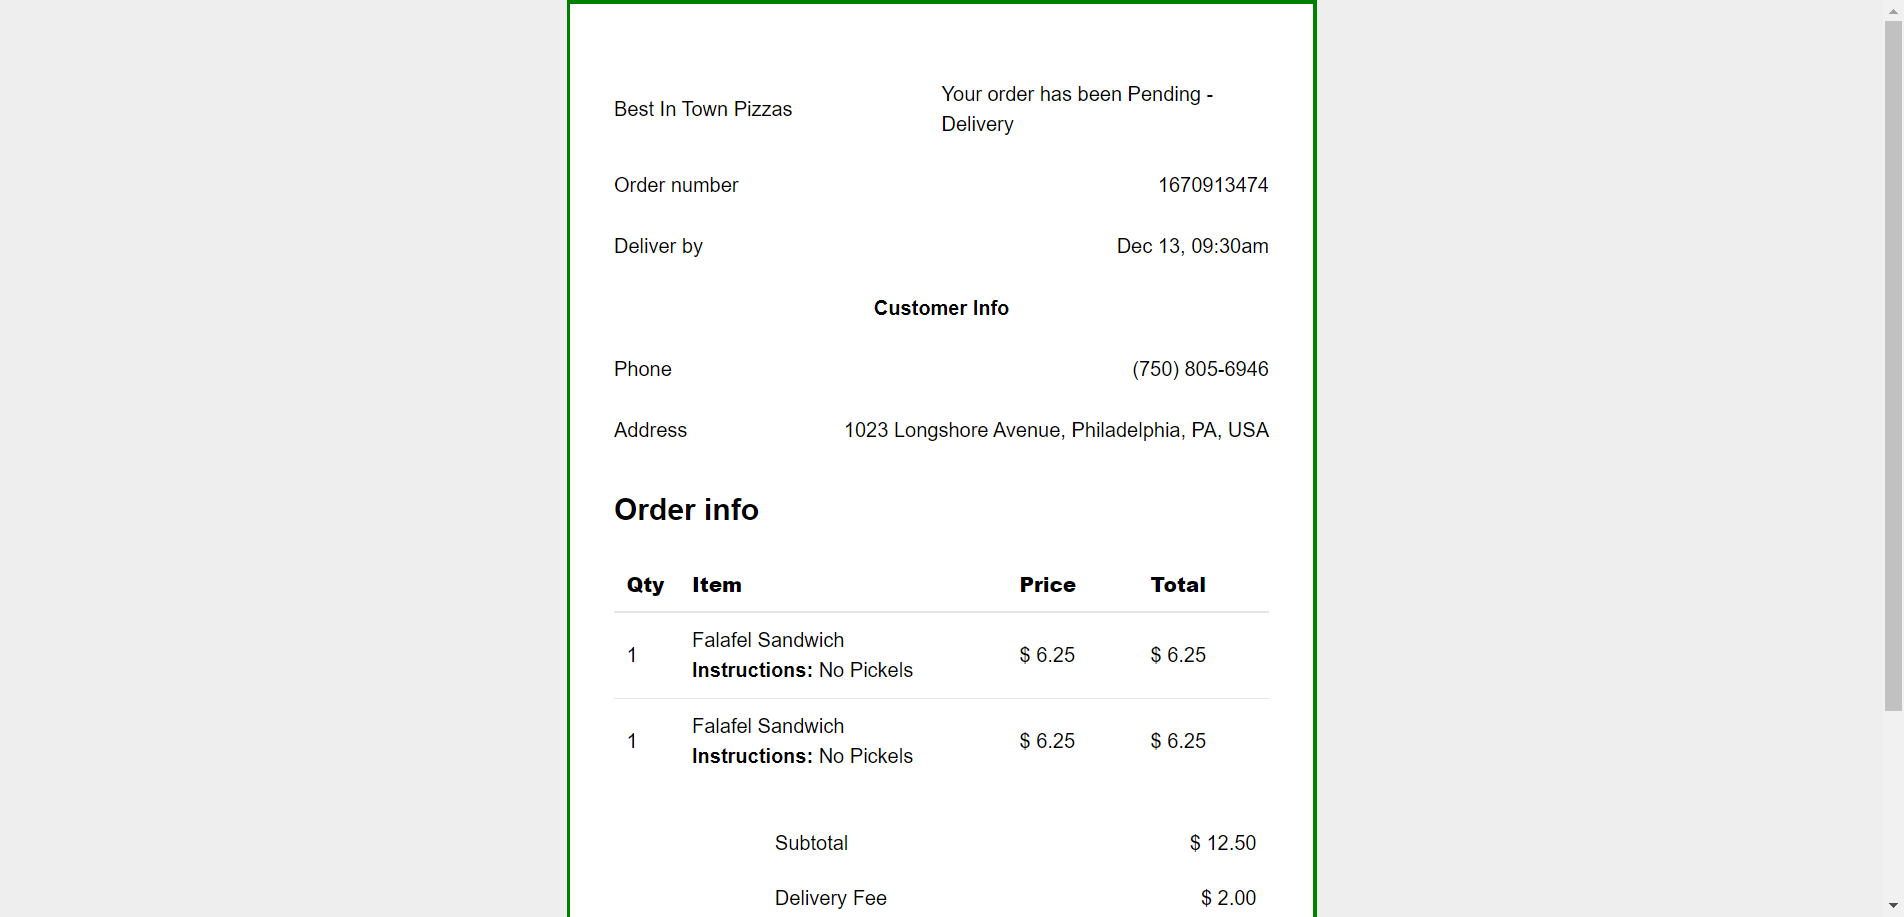 Best In Town Pizzas
Your order has been Pending -
Delivery
Order number 1670913474
Deliver by Dec 13, 09:30am
Customer Info
Phone (750) 805-6946
Address 1023 Longshore Avenue, Philadelphia, PA, USA
Order info
Qty Item Price Total
1 Falafel Sandwich $ 6.25 $ 6.25
Instructions: No Pickels
1 Falafel Sandwich $ 6.25 $ 6.25
Instructions: No Pickels
Subtotal $ 12.50
Delivery Fee $ 2.00